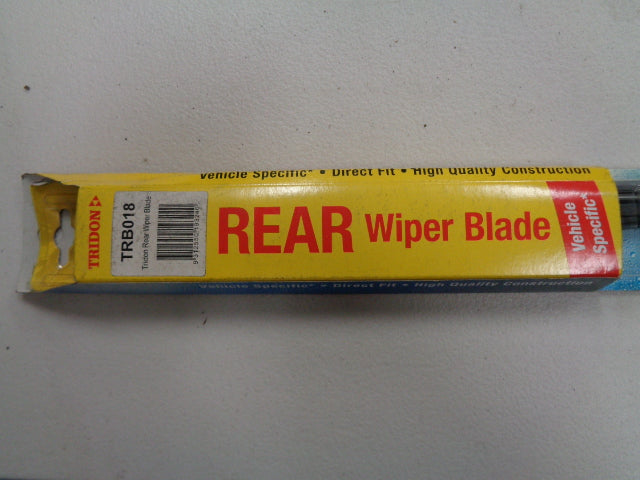 Vehicle Specific* • Direct Fit • High Quality Construction
TRIDON
TRB018
Tridon Rear Wiper Blade
REAR Wiper Blade
Vehicle
Specific*
Vehicle Specific* • Direct Fit • High Quality Construction